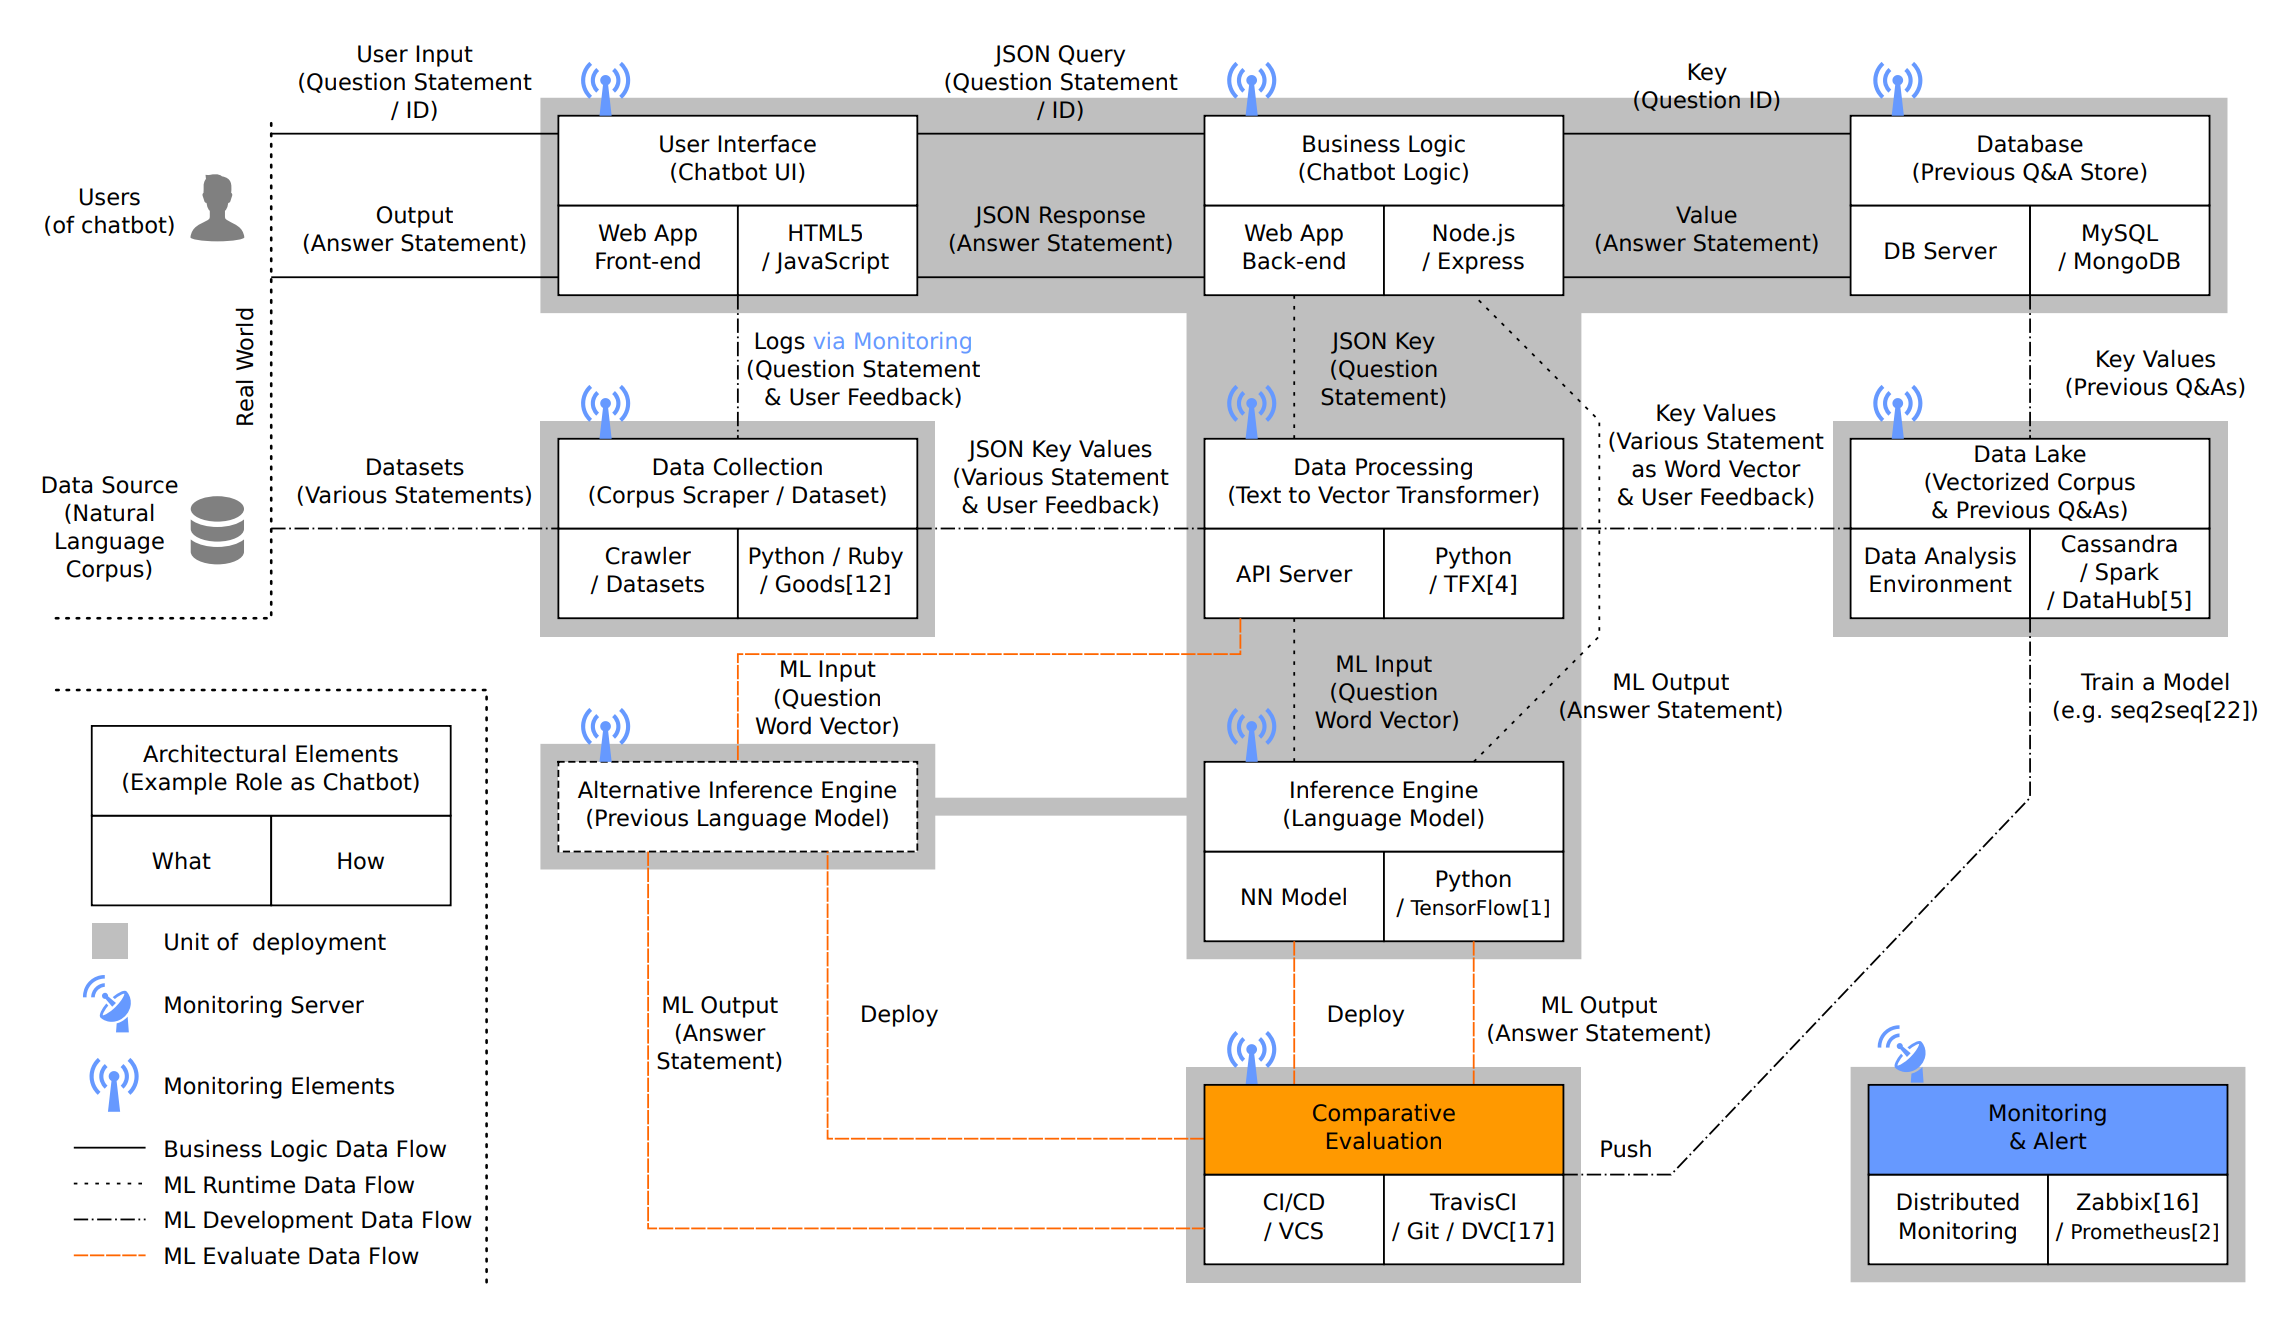 User Input
(Question Statement
/ ID)
JSON Query
(Question Statement
/ ID)
Key
(Question ID)
Users
(of chatbot)
Output
(Answer Statement)
User Interface
(Chatbot UI)
Web App
Front-end
HTML5
/ JavaScript
JSON Response
(Answer Statement)
Business Logic
(Chatbot Logic)
Web App
Back-end
Node.js
/ Express
Value
(Answer Statement)
Database
(Previous Q&A Store)
DB Server
MySQL
/ MongoDB
Real World
Logs via Monitoring
(Question Statement
& User Feedback)
JSON Key
(Question
Statement)
Key Values
(Previous Q&As)
Data Source
(Natural
Language
Corpus)
Datasets
(Various Statements)
Data Collection
(Corpus Scraper / Dataset)
Crawler
/ Datasets
Python / Ruby
/ Goods[12]
JSON Key Values
(Various Statement
& User Feedback)
Data Processing
(Text to Vector Transformer)
API Server
Python
/ TFX[4]
Key Values
(Various Statement
as Word Vector
& User Feedback)
Data Lake
(Vectorized Corpus
& Previous Q&As)
Data Analysis
Environment
Cassandra
/ Spark
/ DataHub[5]
ML Input
(Question
Word Vector)
ML Input
(Question
Word Vector)
ML Output
(Answer Statement)
Train a Model
(e.g. seq2seq[22])
Alternative Inference Engine
(Previous Language Model)
Inference Engine
(Language Model)
NN Model
Python
/ TensorFlow[1]
ML Output
(Answer
Statement)
Deploy
Deploy
ML Output
(Answer Statement)
Comparative
Evaluation
CI/CD
/ VCS
TravisCI
/ Git / DVC[17]
Push
Monitoring
& Alert
Distributed
Monitoring
Zabbix[16]
/ Prometheus[2]
Architectural Elements
(Example Role as Chatbot)
What
How
Unit of deployment
Monitoring Server
Monitoring Elements
Business Logic Data Flow
ML Runtime Data Flow
ML Development Data Flow
ML Evaluate Data Flow